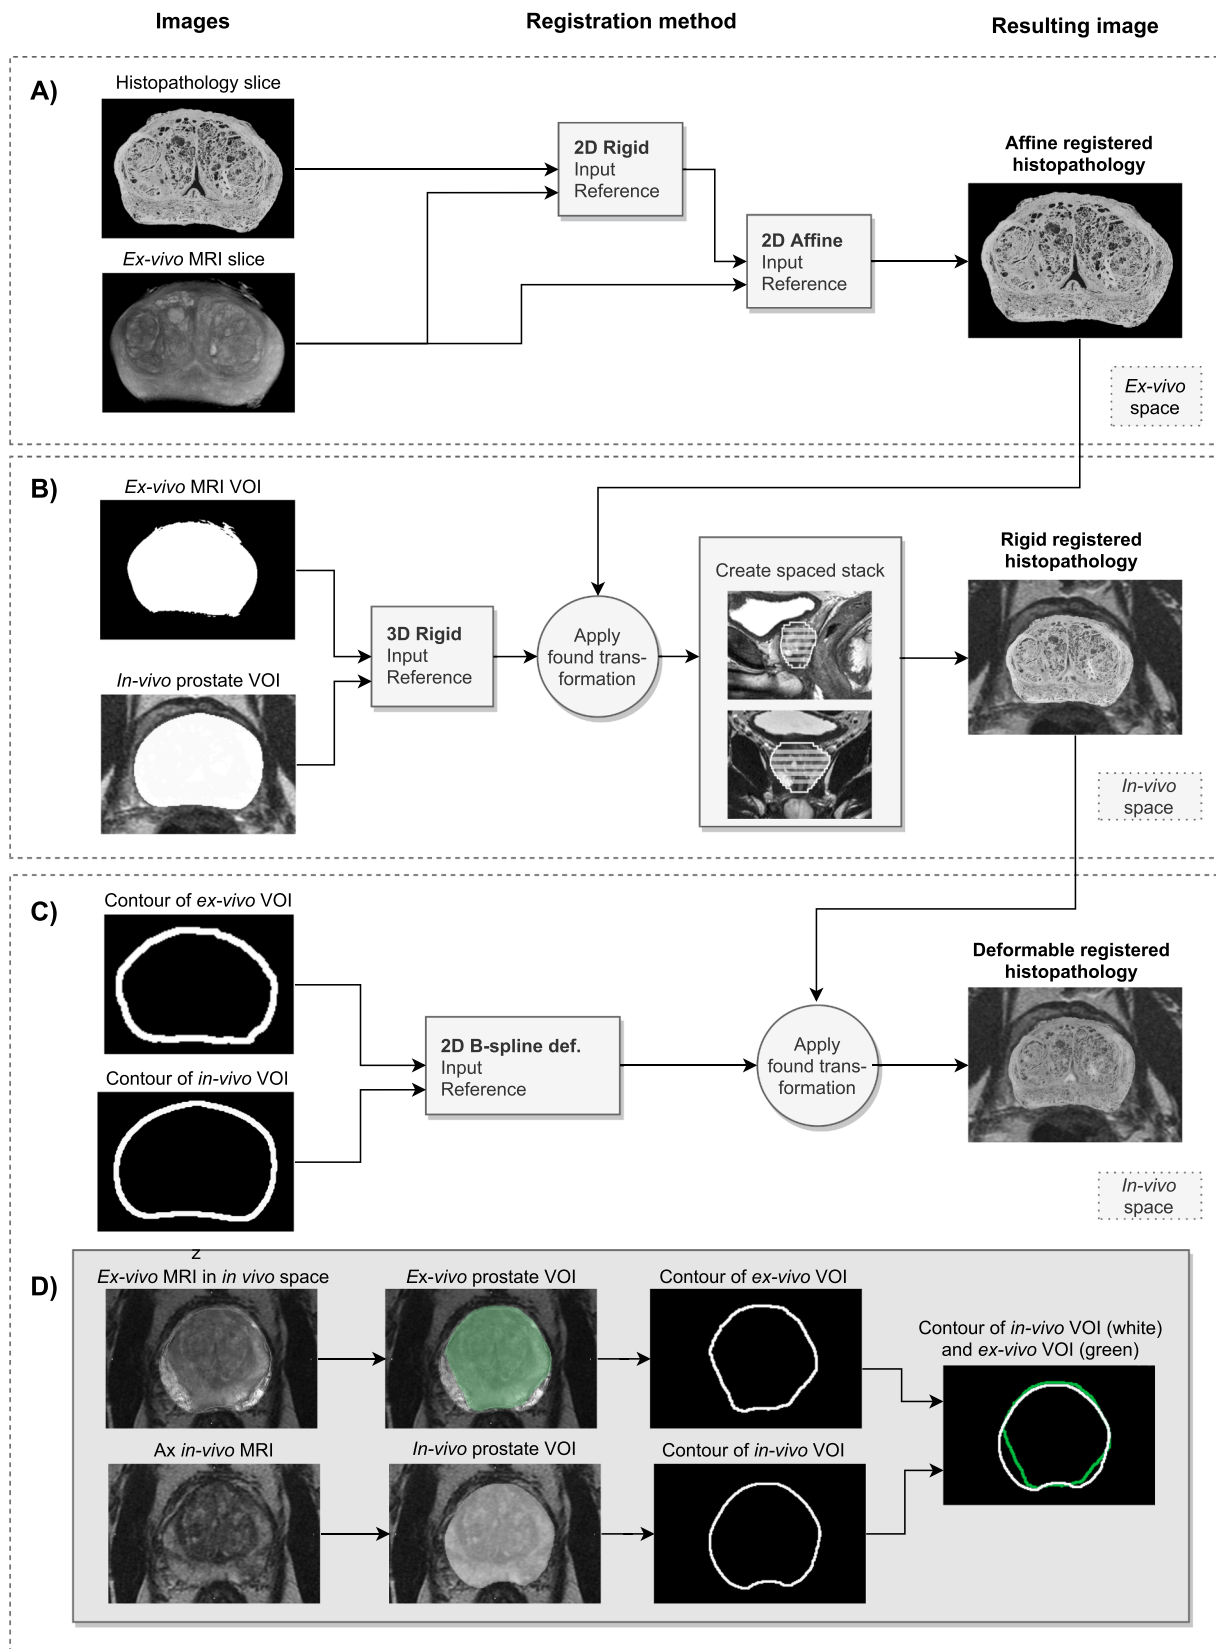 Images
Registration method
Resulting image
A)
Histopathology slice
2D Rigid
Input
Reference
Affine registered
histopathology
Ex-vivo MRI slice
2D Affine
Input
Reference
Ex-vivo
space
B)
Ex-vivo MRI VOI
Rigid registered
histopathology
Create spaced stack
3D Rigid
Input
Reference
Apply
found trans-
formation
In-vivo prostate VOI
In-vivo
space
C)
Contour of ex-vivo VOI
Deformable registered
histopathology
2D B-spline def.
Input
Reference
Apply
found trans-
formation
Contour of in-vivo VOI
In-vivo
space
z
D)
Ex-vivo MRI in in vivo space
Ex-vivo prostate VOI
Contour of ex-vivo VOI
Contour of in-vivo VOI (white)
and ex-vivo VOI (green)
Ax in-vivo MRI
In-vivo prostate VOI
Contour of in-vivo VOI